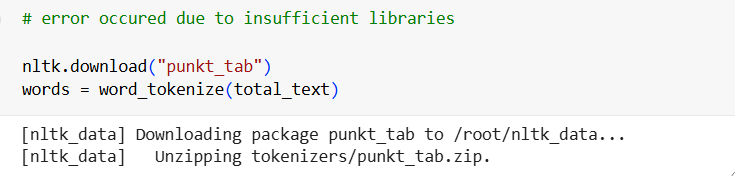 # error occured due to insufficient libraries
nltk.download("punkt_tab")
words = word_tokenize(total_text)
[nltk_data] Downloading package punkt_tab to /root/nltk_data...
[nltk_data]   Unzipping tokenizers/punkt_tab.zip.